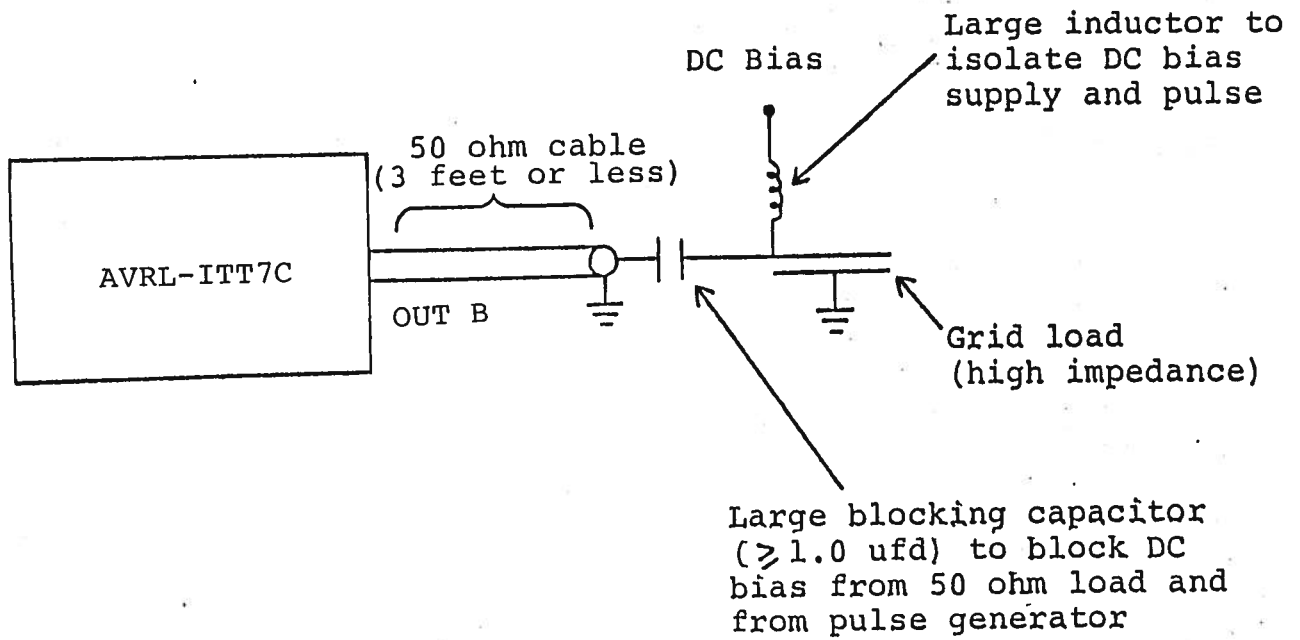 Large inductor to
isolate DC bias
supply and pulse
DC Bias
50 ohm cable
(3 feet or less)
AVRL-ITT7C
OUT B
Grid load
(high impedance)
Large blocking capacitor
(≥1.0 ufd) to block DC
bias from 50 ohm load and
from pulse generator